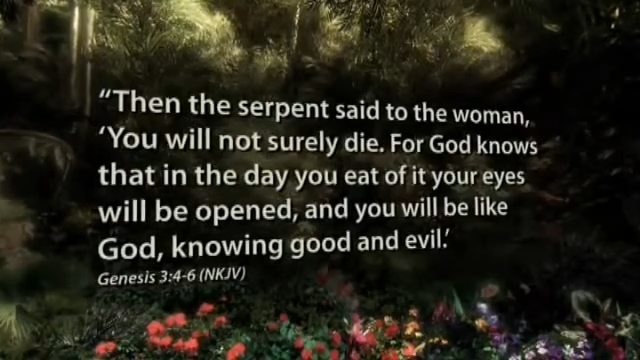 “Then the serpent said to the woman,
‘You will not surely die. For God knows
that in the day you eat of it your eyes
will be opened, and you will be like
God, knowing good and evil.’
Genesis 3:4-6 (NKJV)